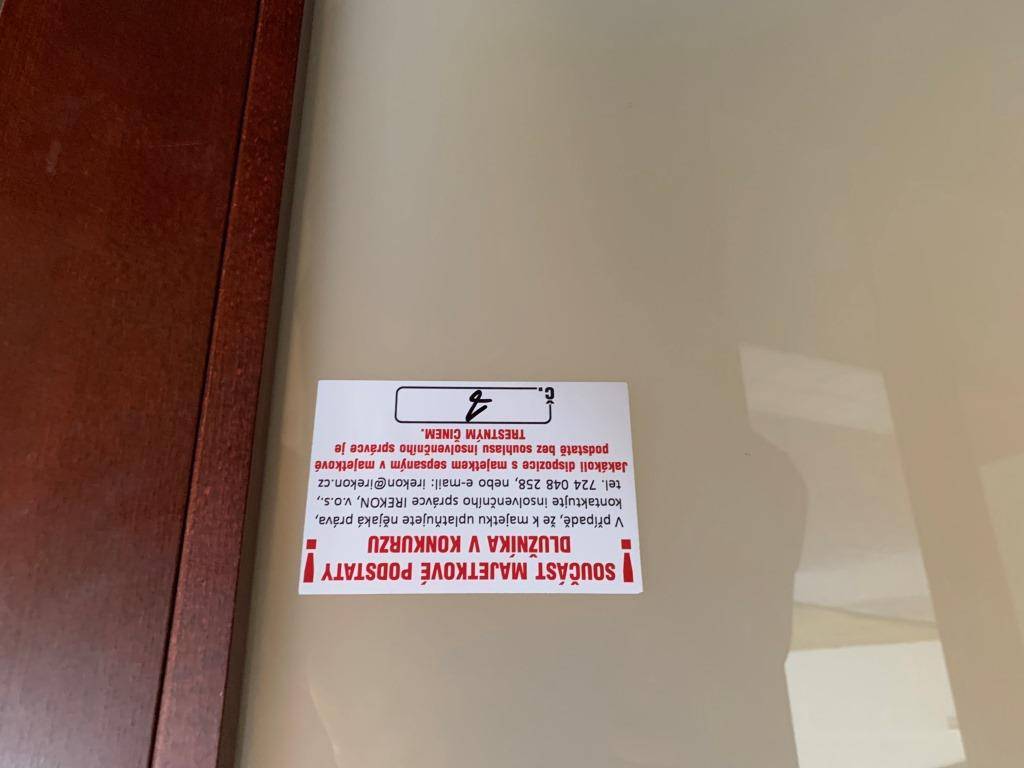 ! SOUČÁST MAJETKOVÉ PODSTATY !
DLUŽNÍKA V KONKURZU
V případě, že k majetku uplatňujete nějaká práva,
kontaktujte insolvenčního správce IREKON, v.o.s.,
tel. 724 048 258, nebo e-mail: irekon@irekon.cz
Jakákoli dispozice s majetkem sepsaným v majetkové
podstatě bez souhlasu insolvenčního správce je
TRESTNÝM ČINEM.
Č.